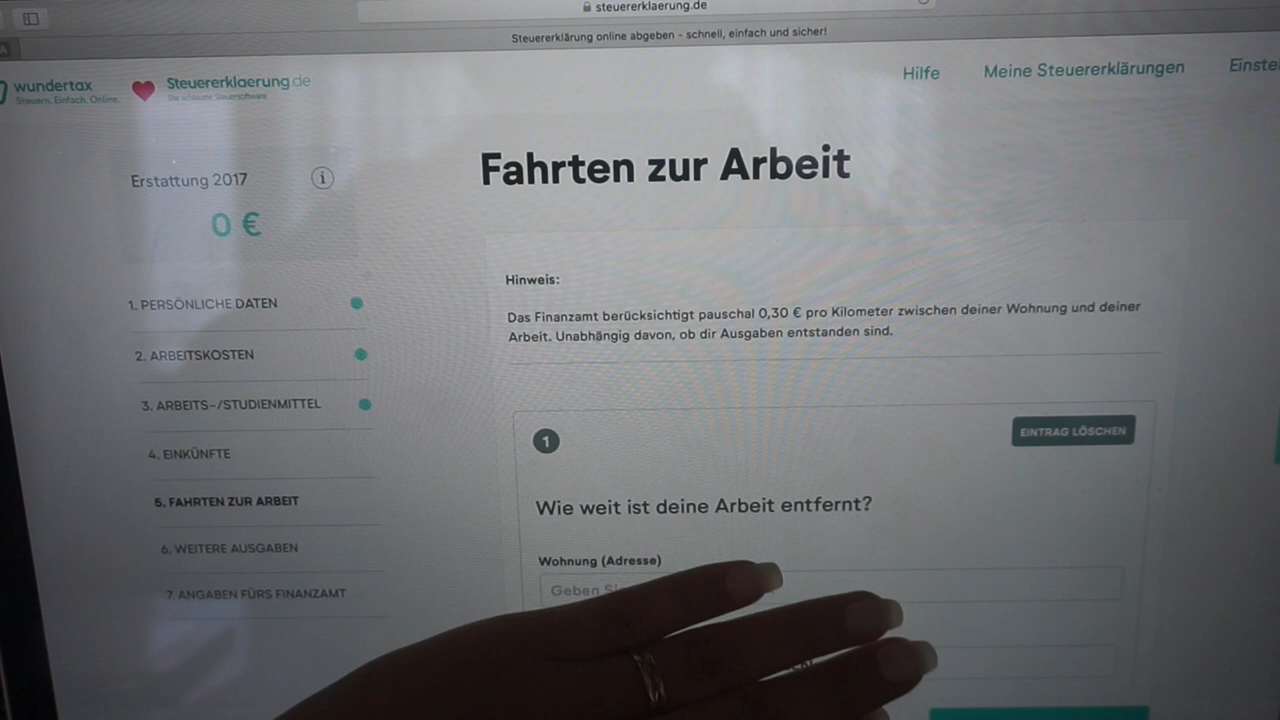 steuererklaerung.de
Steuererklärung online abgeben - schnell, einfach und sicher!
A
wundertax
Steuern. Einfach. Online.
Steuererklaerung.de
Hilfe
Meine Steuererklärungen
Einste
Fahrten zur Arbeit
Erstattung 2017
0 €
1. PERSÖNLICHE DATEN
2. ARBEITSKOSTEN
3. ARBEITS-/STUDIENMITTEL
4. EINKÜNFTE
5. FAHRTEN ZUR ARBEIT
6. WEITERE AUSGABEN
7. ANGABEN FÜRS FINANZAMT
Hinweis:
Das Finanzamt berücksichtigt pauschal 0,30 € pro Kilometer zwischen deiner Wohnung und deiner
Arbeit. Unabhängig davon, ob dir Ausgaben entstanden sind.
1
EINTRAG LÖSCHEN
Wie weit ist deine Arbeit entfernt?
Wohnung (Adresse)
Geben